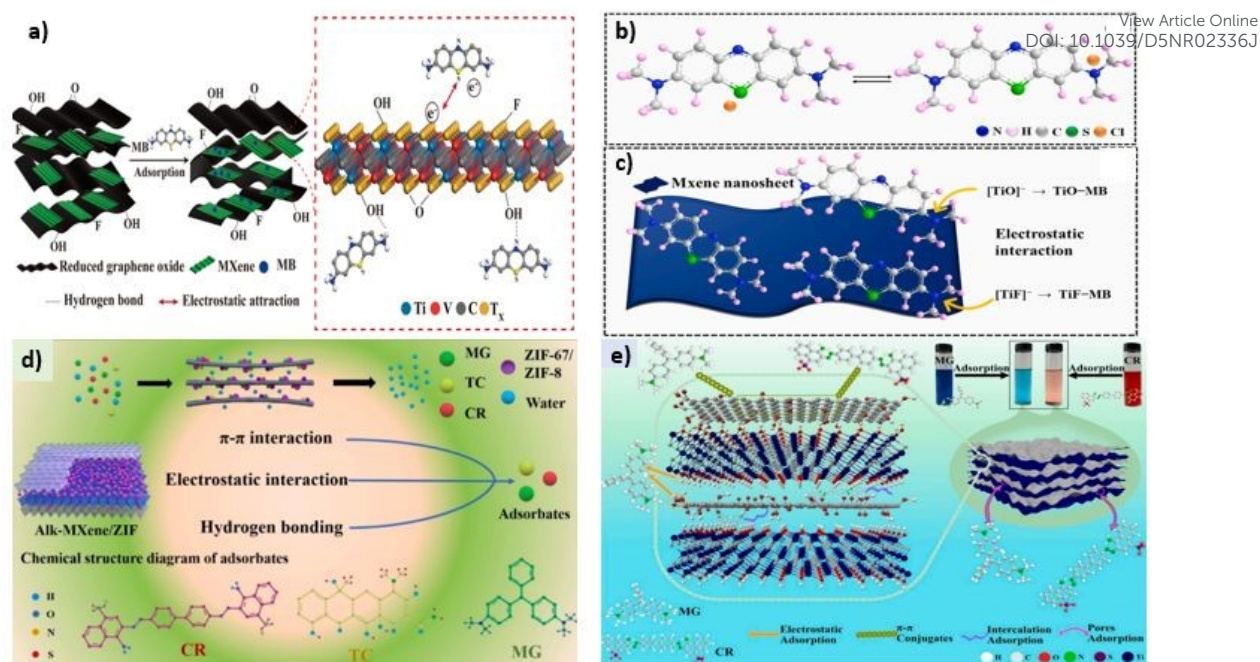 View Article Online
DOI: 10.1039/D5NR02336J
a)
OH
O
F
MB
Adsorption
OH
O
F
OH
F
OH
OH
F
OH
Reduced graphene oxide
MXene
MB
Hydrogen bond
Electrostatic attraction
e-
e-
OH
F
OH
O
OH
Ti V C Tx
b)
N H C S Cl
c)
Mxene nanosheet
[TiO]⁻ → TiO−MB
Electrostatic
interaction
[TiF]⁻ → TiF−MB
d)
MG
TC
CR
ZIF-67/
ZIF-8
Water
π-π interaction
Electrostatic interaction
Hydrogen bonding
Adsorbates
Alk-MXene/ZIF
Chemical structure diagram of adsorbates
H
O
N
S
CR
TC
MG
e)
MG
Adsorption
Adsorption
CR
MG
CR
Electrostatic
Adsorption
π-π
Conjugates
Intercalation
Adsorption
Pores
Adsorption
H C O N S Ti